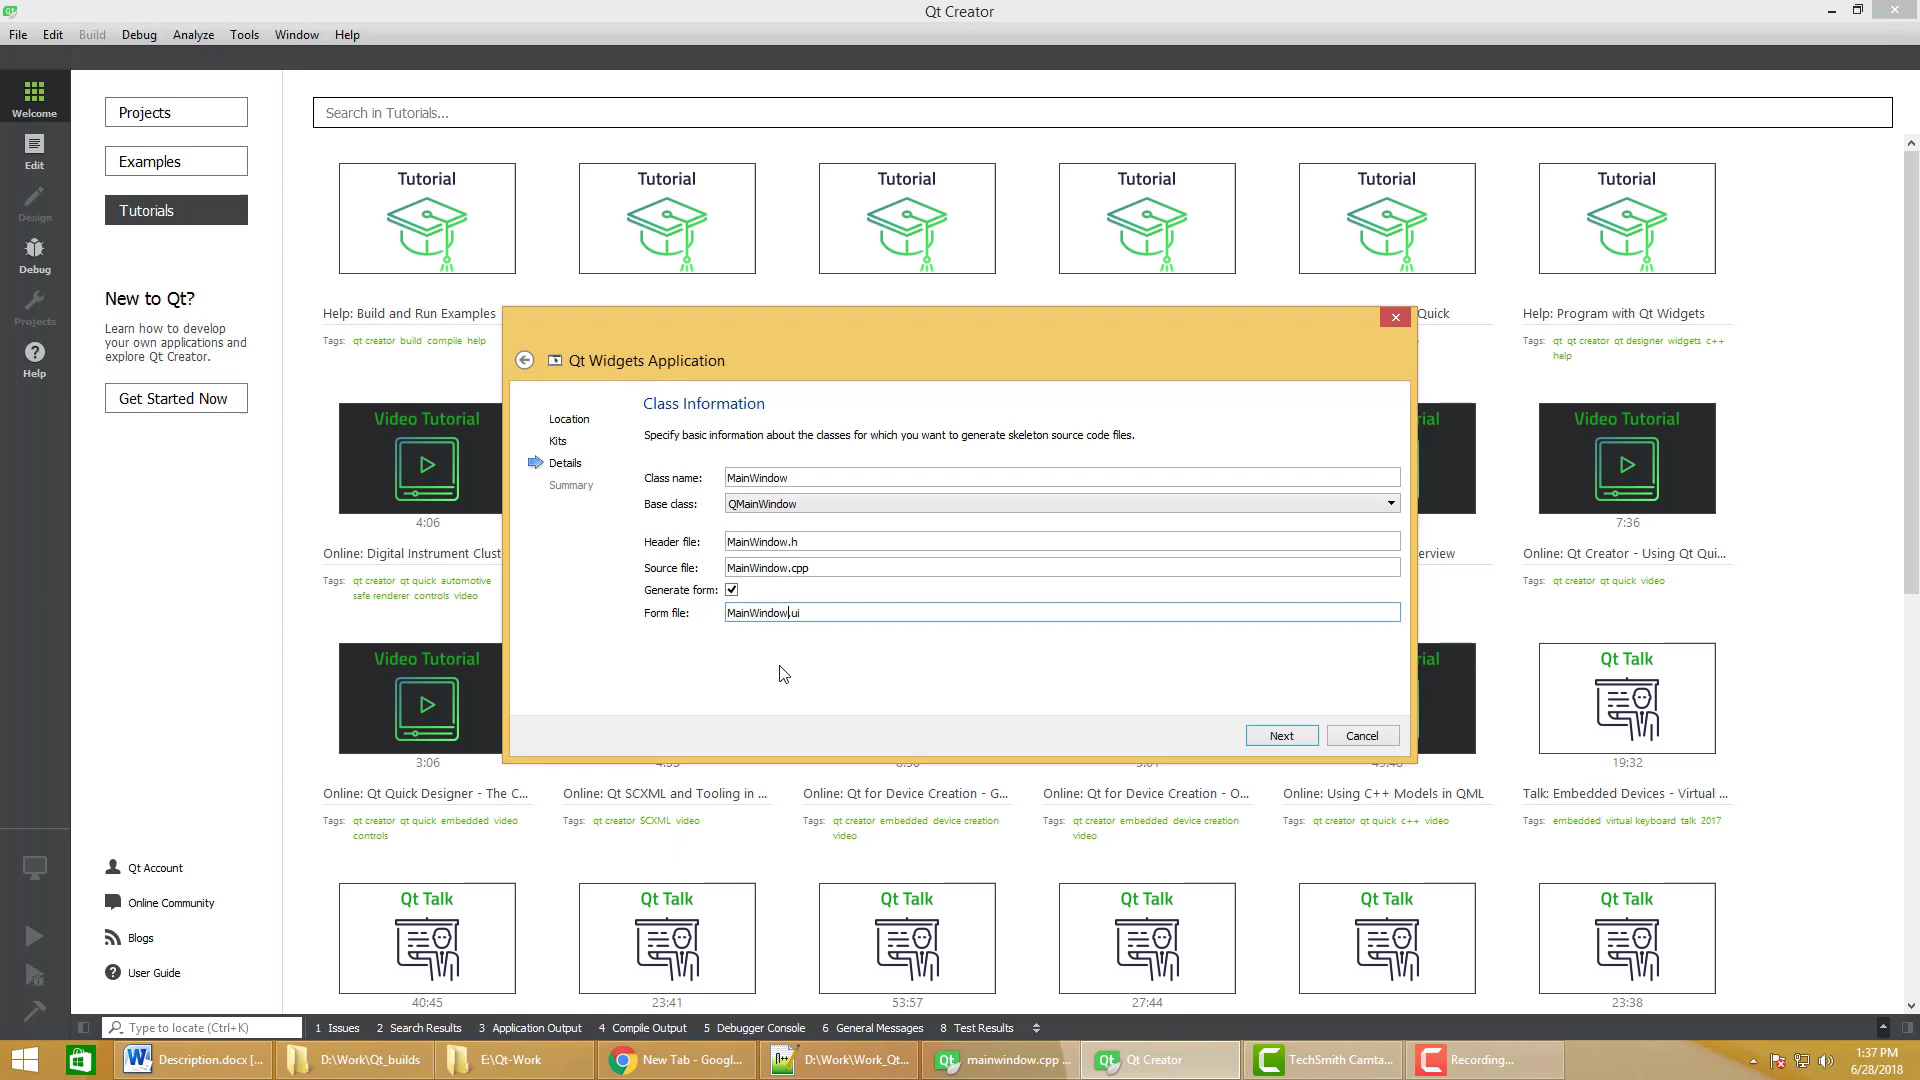 Qt Creator
File Edit Build Debug Analyze Tools Window Help
Welcome
Edit
Design
Debug
Projects
Help
Projects
Examples
Tutorials
New to Qt?
Learn how to develop
your own applications and
explore Qt Creator.
Get Started Now
Qt Account
Online Community
Blogs
User Guide
Search in Tutorials...
Tutorial Tutorial Tutorial Tutorial Tutorial Tutorial
Help: Build and Run Examples Quick Help: Program with Qt Widgets
Tags: qt creator build compile help
Tags: qt qt creator qt designer widgets c++
help
Qt Widgets Application
Location
Kits
Details
Summary
Class Information
Specify basic information about the classes for which you want to generate skeleton source code files.
Class name: MainWindow
Base class: QMainWindow
Header file: MainWindow.h
Source file: MainWindow.cpp
Generate form:
Form file: MainWindow.ui
Next Cancel
Video Tutorial Video Tutorial
4:06 7:36
Online: Digital Instrument Clust erview Online: Qt Creator - Using Qt Qui...
Tags: qt creator qt quick automotive
safe renderer controls video
Tags: qt creator qt quick video
Video Tutorial Qt Talk
3:06 19:32
Online: Qt Quick Designer - The C... Online: Qt SCXML and Tooling in ... Online: Qt for Device Creation - G... Online: Qt for Device Creation - O... Online: Using C++ Models in QML Talk: Embedded Devices - Virtual ...
Tags: qt creator qt quick embedded video
controls
Tags: qt creator SCXML video
Tags: qt creator embedded device creation
video
Tags: qt creator embedded device creation
video
Tags: qt creator qt quick c++ video
Tags: embedded virtual keyboard talk 2017
Qt Talk Qt Talk Qt Talk Qt Talk Qt Talk Qt Talk
40:45 23:41 53:57 27:44 23:38
Type to locate (Ctrl+K) 1 Issues 2 Search Results 3 Application Output 4 Compile Output 5 Debugger Console 6 General Messages 8 Test Results
Description.docx [... D:\Work\Qt_builds E:\Qt-Work New Tab - Googl... D:\Work\Work_Qt... mainwindow.cpp ... Qt Creator TechSmith Camta... Recording...
1:37 PM
6/28/2018